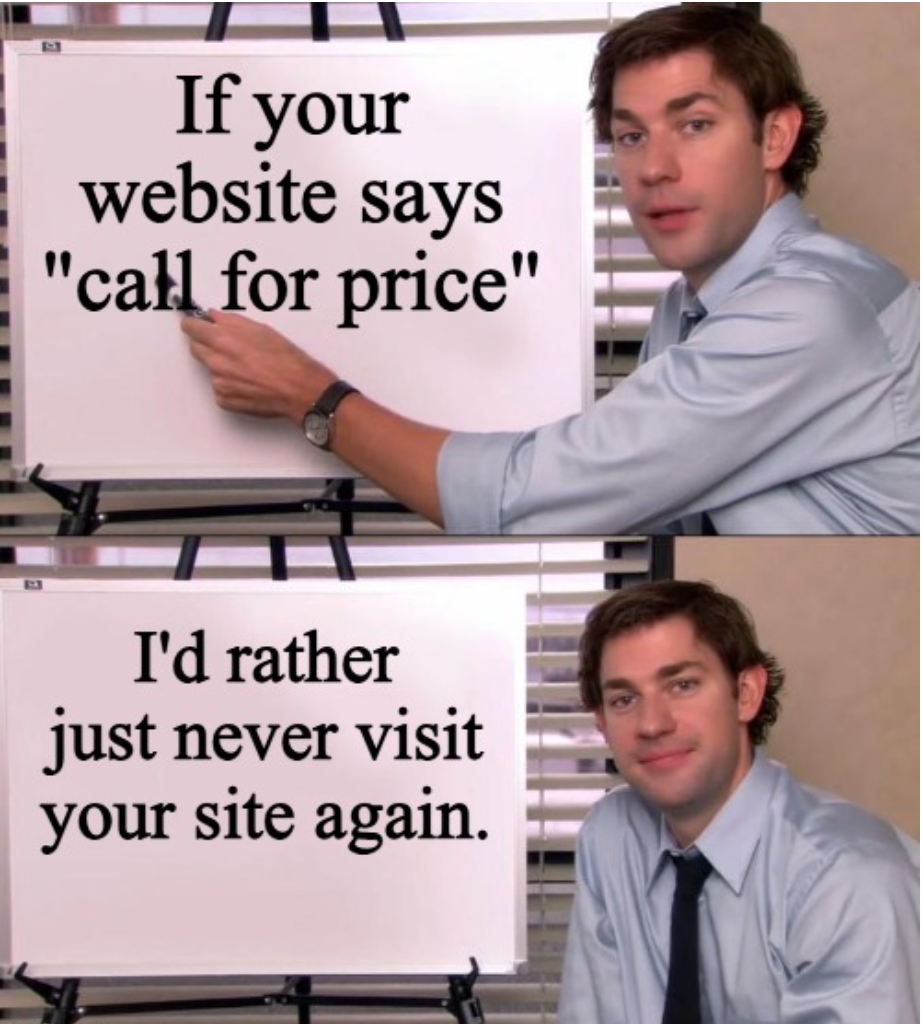 If your
website says
"call for price"
I'd rather
just never visit
your site again.